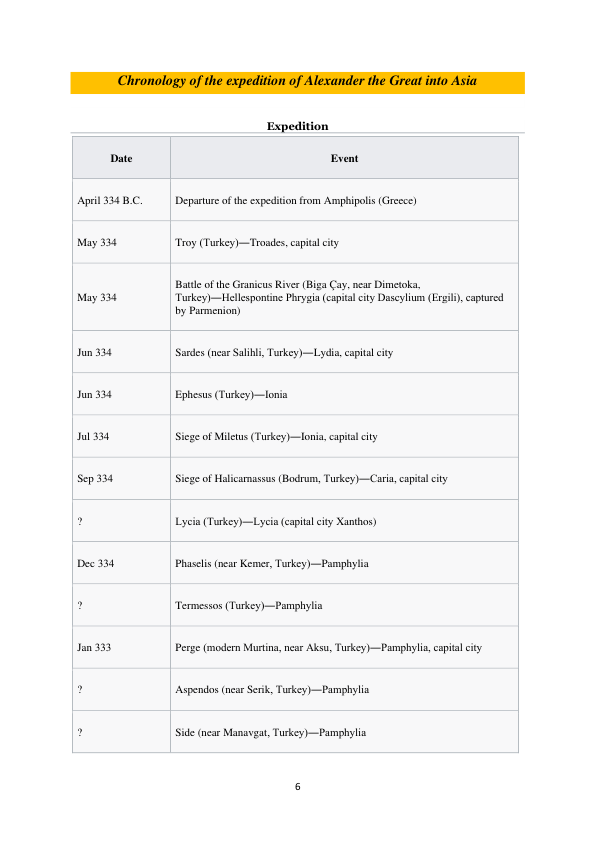 Chronology of the expedition of Alexander the Great into Asia
Expedition
Date Event
April 334 B.C. Departure of the expedition from Amphipolis (Greece)
May 334 Troy (Turkey)—Troades, capital city
Battle of the Granicus River (Biga Çay, near Dimetoka,
May 334 Turkey)—Hellespontine Phrygia (capital city Dascylium (Ergili), captured
by Parmenion)
Jun 334 Sardes (near Salihli, Turkey)—Lydia, capital city
Jun 334 Ephesus (Turkey)—Ionia
Jul 334 Siege of Miletus (Turkey)—Ionia, capital city
Sep 334 Siege of Halicarnassus (Bodrum, Turkey)—Caria, capital city
? Lycia (Turkey)—Lycia (capital city Xanthos)
Dec 334 Phaselis (near Kemer, Turkey)—Pamphylia
? Termessos (Turkey)—Pamphylia
Jan 333 Perge (modern Murtina, near Aksu, Turkey)—Pamphylia, capital city
? Aspendos (near Serik, Turkey)—Pamphylia
? Side (near Manavgat, Turkey)—Pamphylia
6